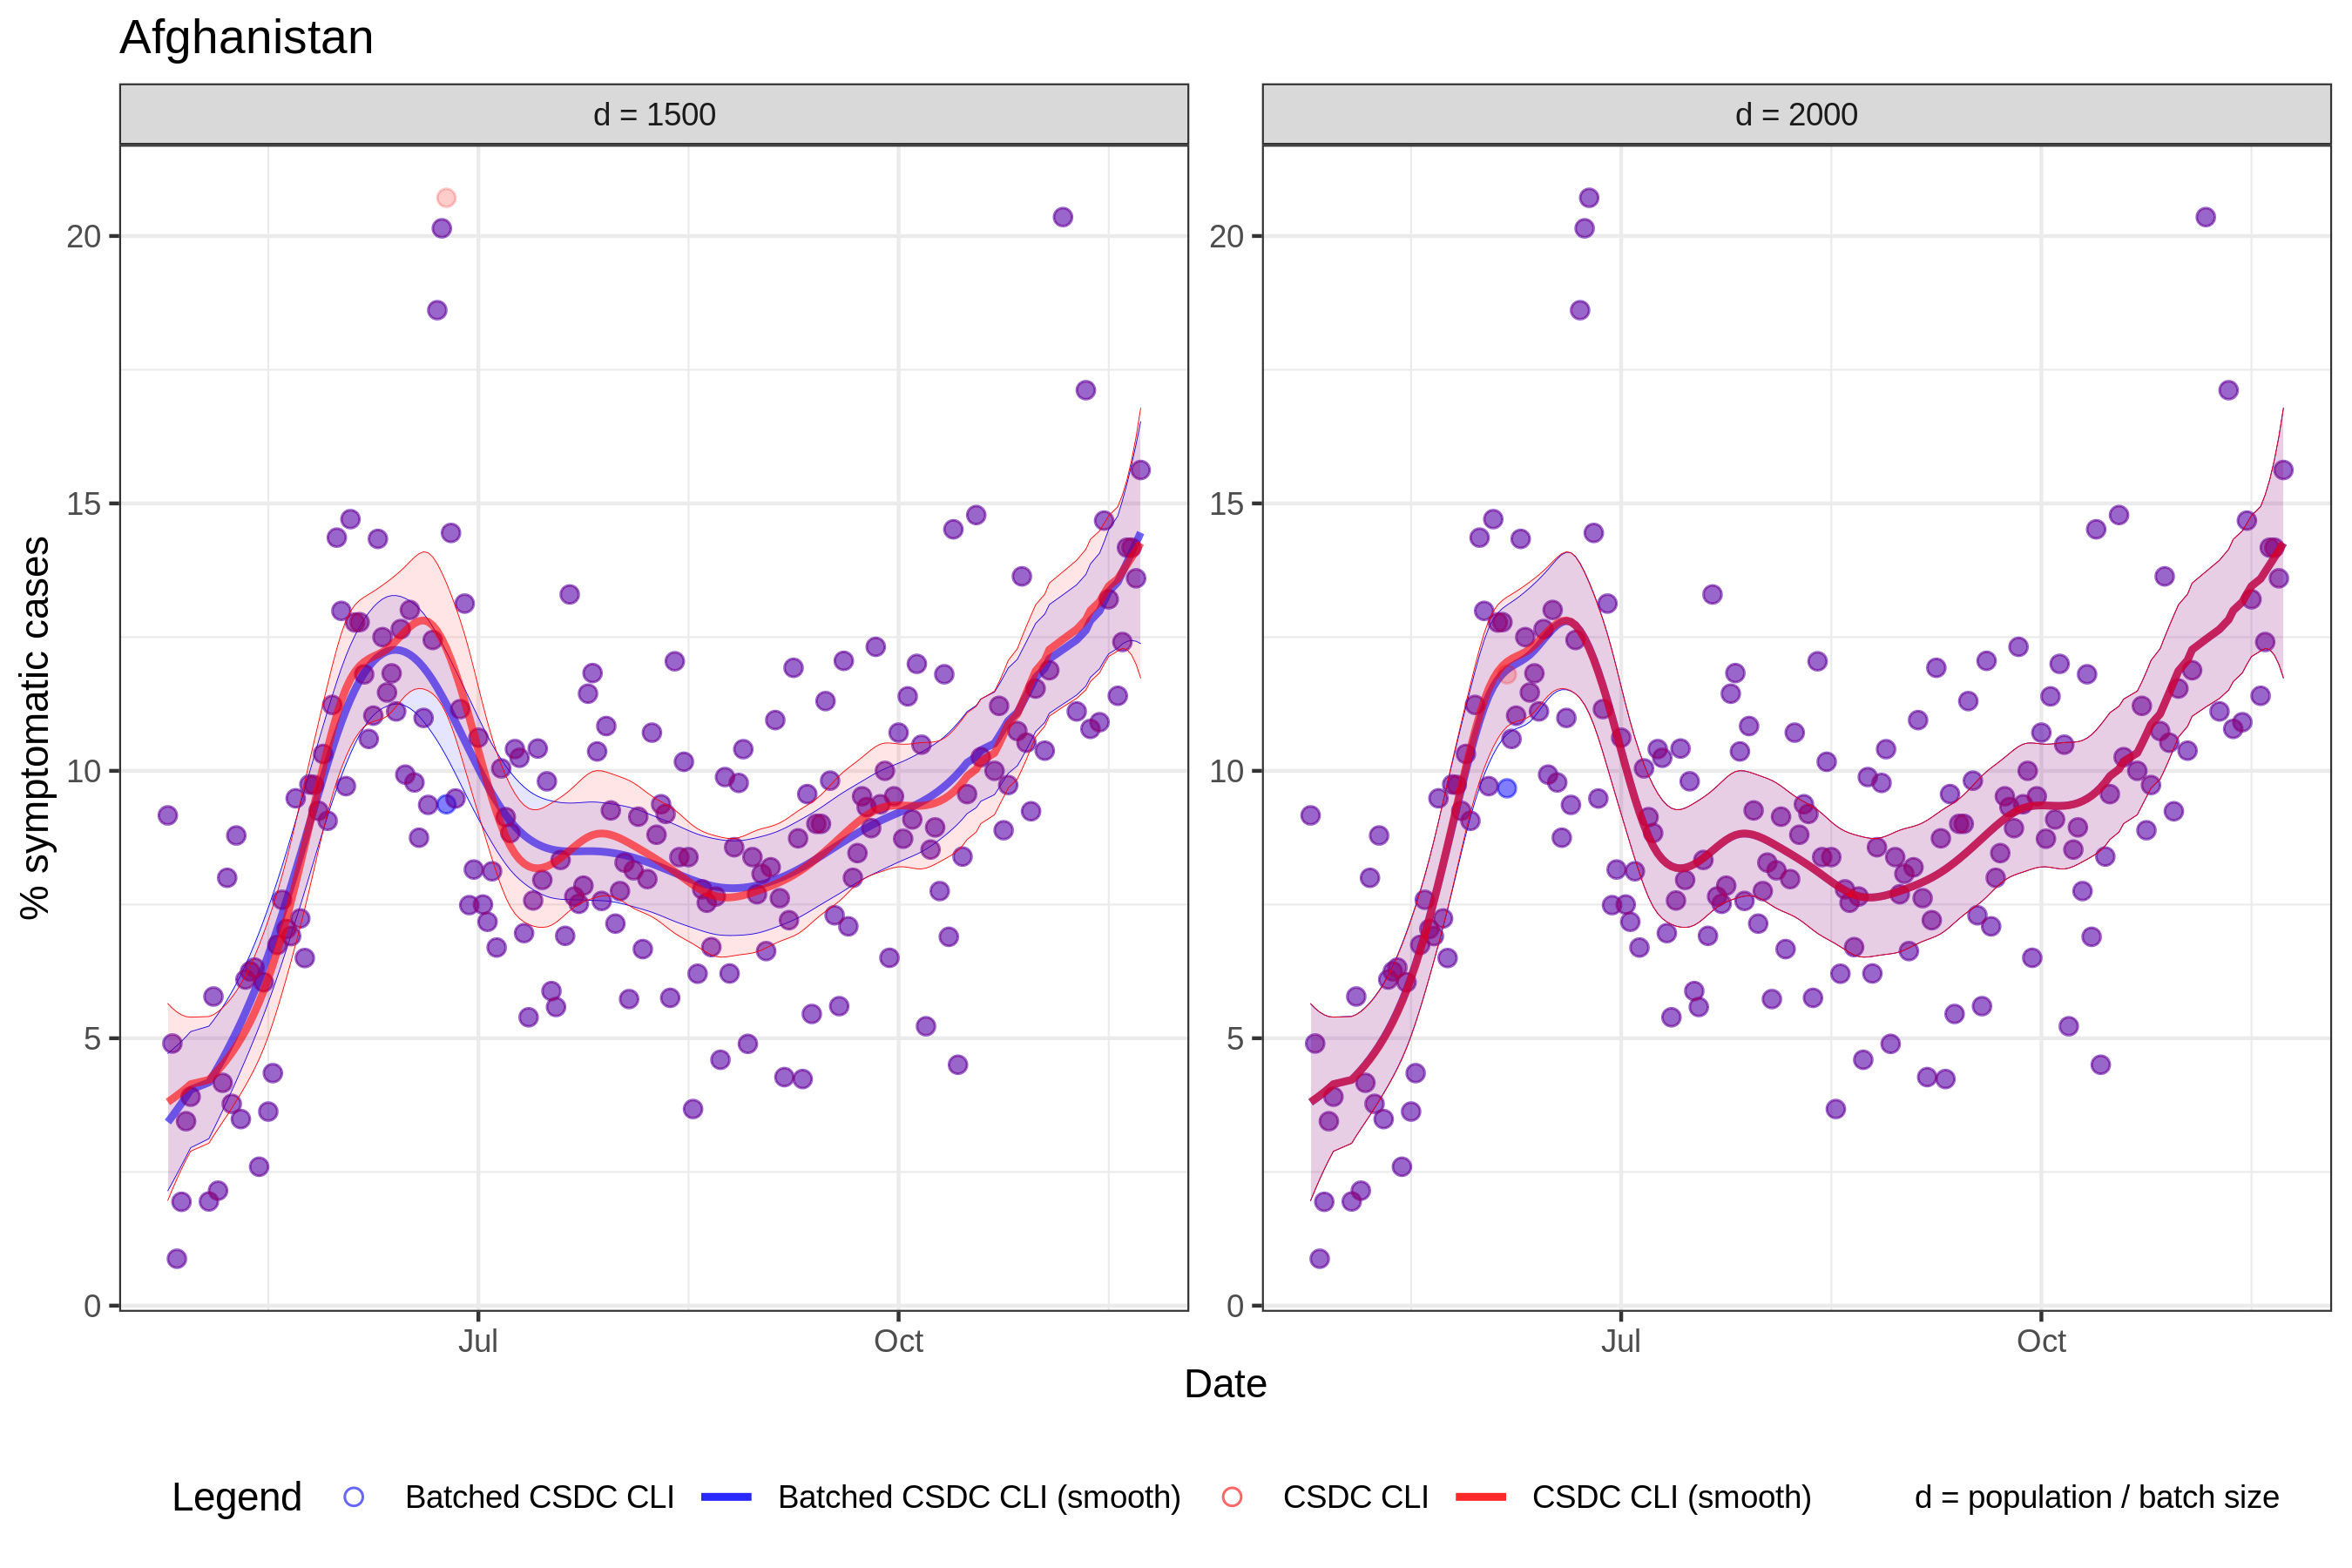 Afghanistan
d = 1500
d = 2000
% symptomatic cases
20
15
10
5
0
20
15
10
5
0
Jul
Oct
Jul
Oct
Date
Legend
Batched CSDC CLI
Batched CSDC CLI (smooth)
CSDC CLI
CSDC CLI (smooth)
d = population / batch size